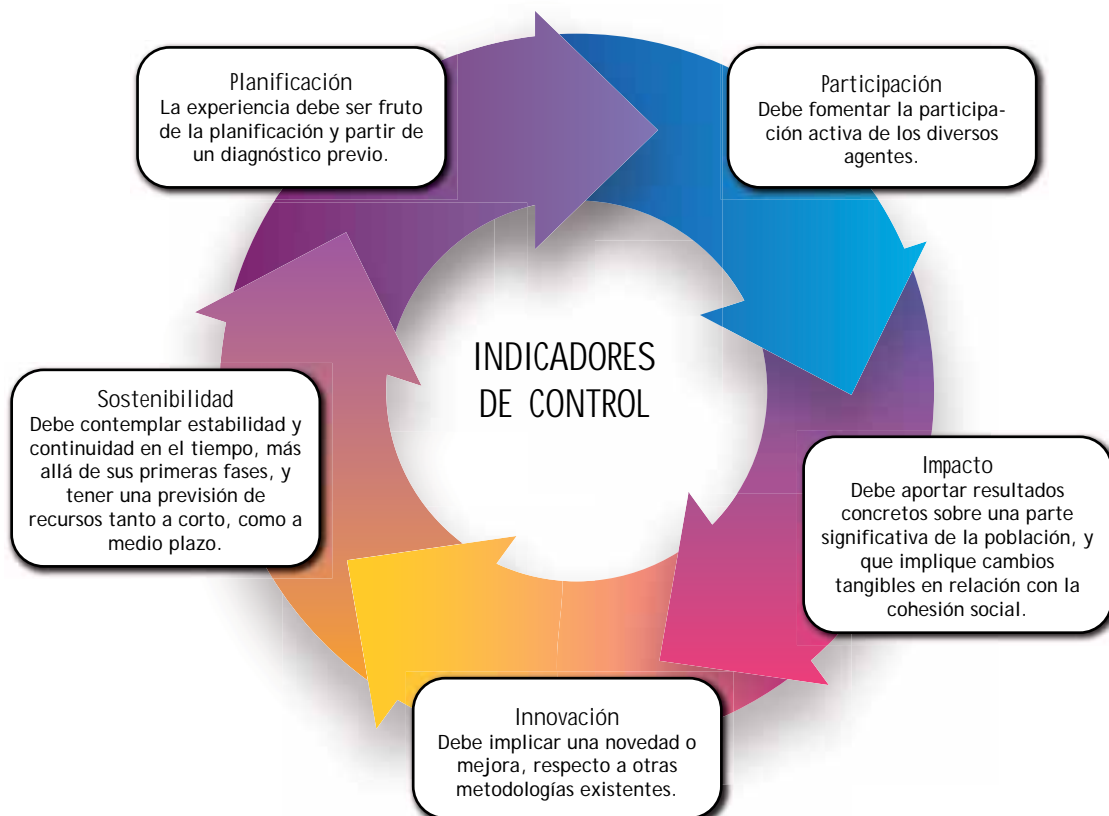 Planificación
La experiencia debe ser fruto
de la planificación y partir de
un diagnóstico previo.
Participación
Debe fomentar la participa-
ción activa de los diversos
agentes.
INDICADORES
DE CONTROL
Sostenibilidad
Debe contemplar estabilidad y
continuidad en el tiempo, más
allá de sus primeras fases, y
tener una previsión de
recursos tanto a corto, como a
medio plazo.
Impacto
Debe aportar resultados
concretos sobre una parte
significativa de la población, y
que implique cambios
tangibles en relación con la
cohesión social.
Innovación
Debe implicar una novedad o
mejora, respecto a otras
metodologías existentes.